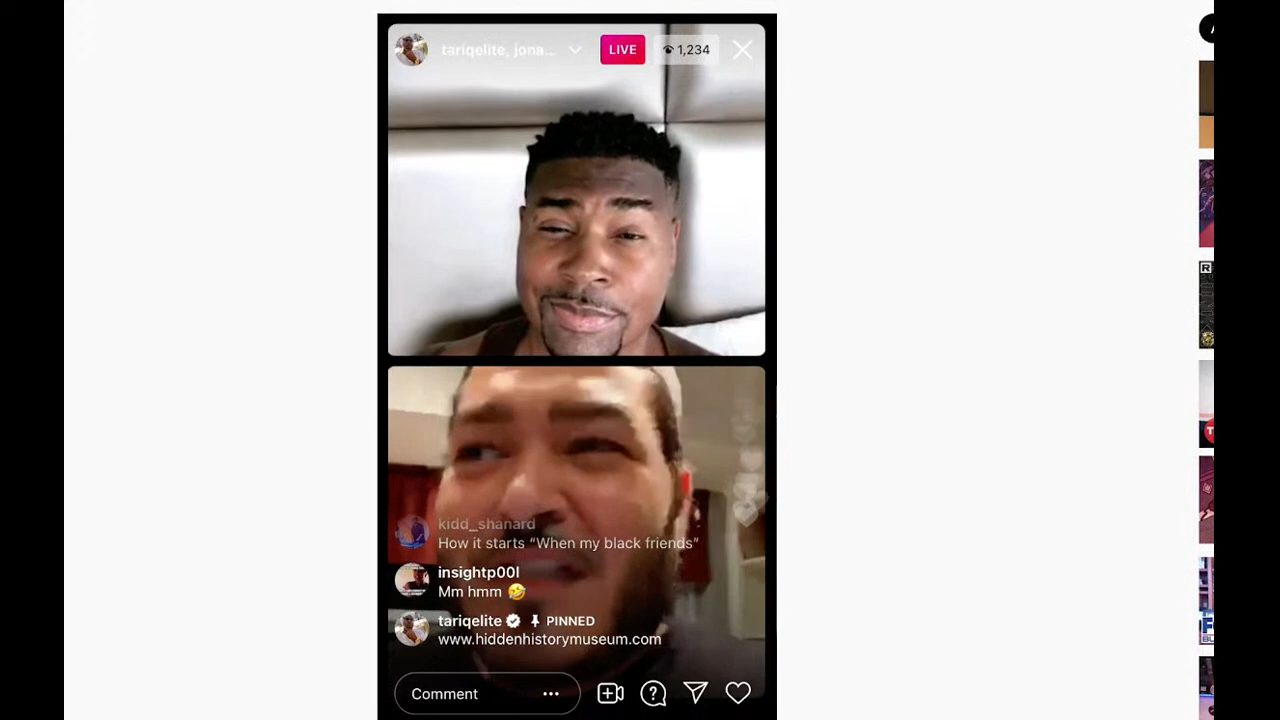 tariqelite, jona...
LIVE
1,234
kidd_shanard
How it starts “When my black friends”
insightp00l
Mm hmm 🤣
tariqelite PINNED
www.hiddenhistorymuseum.com
Comment ...